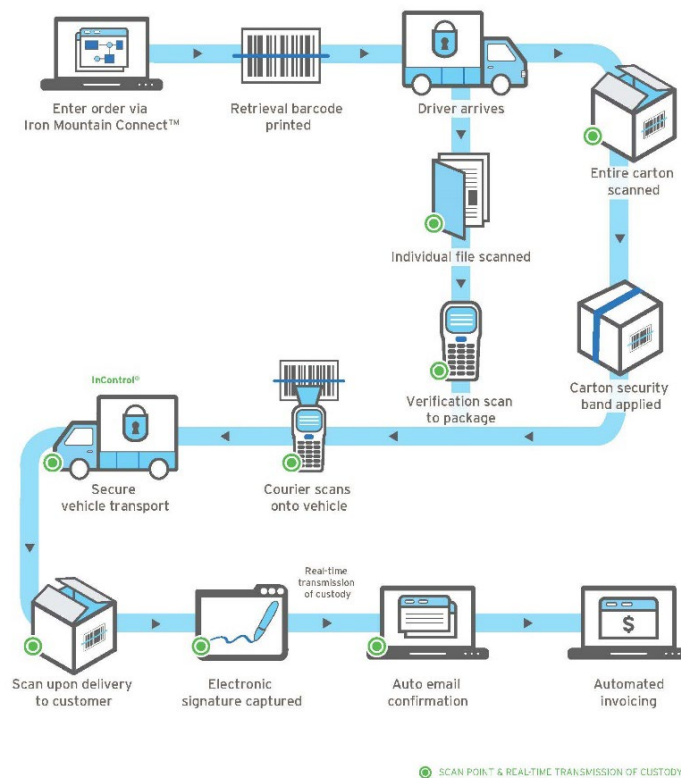 Enter order via
Iron Mountain Connect™
Retrieval barcode
printed
Driver arrives
Entire carton
scanned
Individual file scanned
Verification scan
to package
Carton security
band applied
InControl®
Secure
vehicle transport
Courier scans
onto vehicle
Scan upon delivery
to customer
Electronic
signature captured
Real-time
transmission
of custody
Auto email
confirmation
$
Automated
invoicing
SCAN POINT & REAL-TIME TRANSMISSION OF CUSTODY